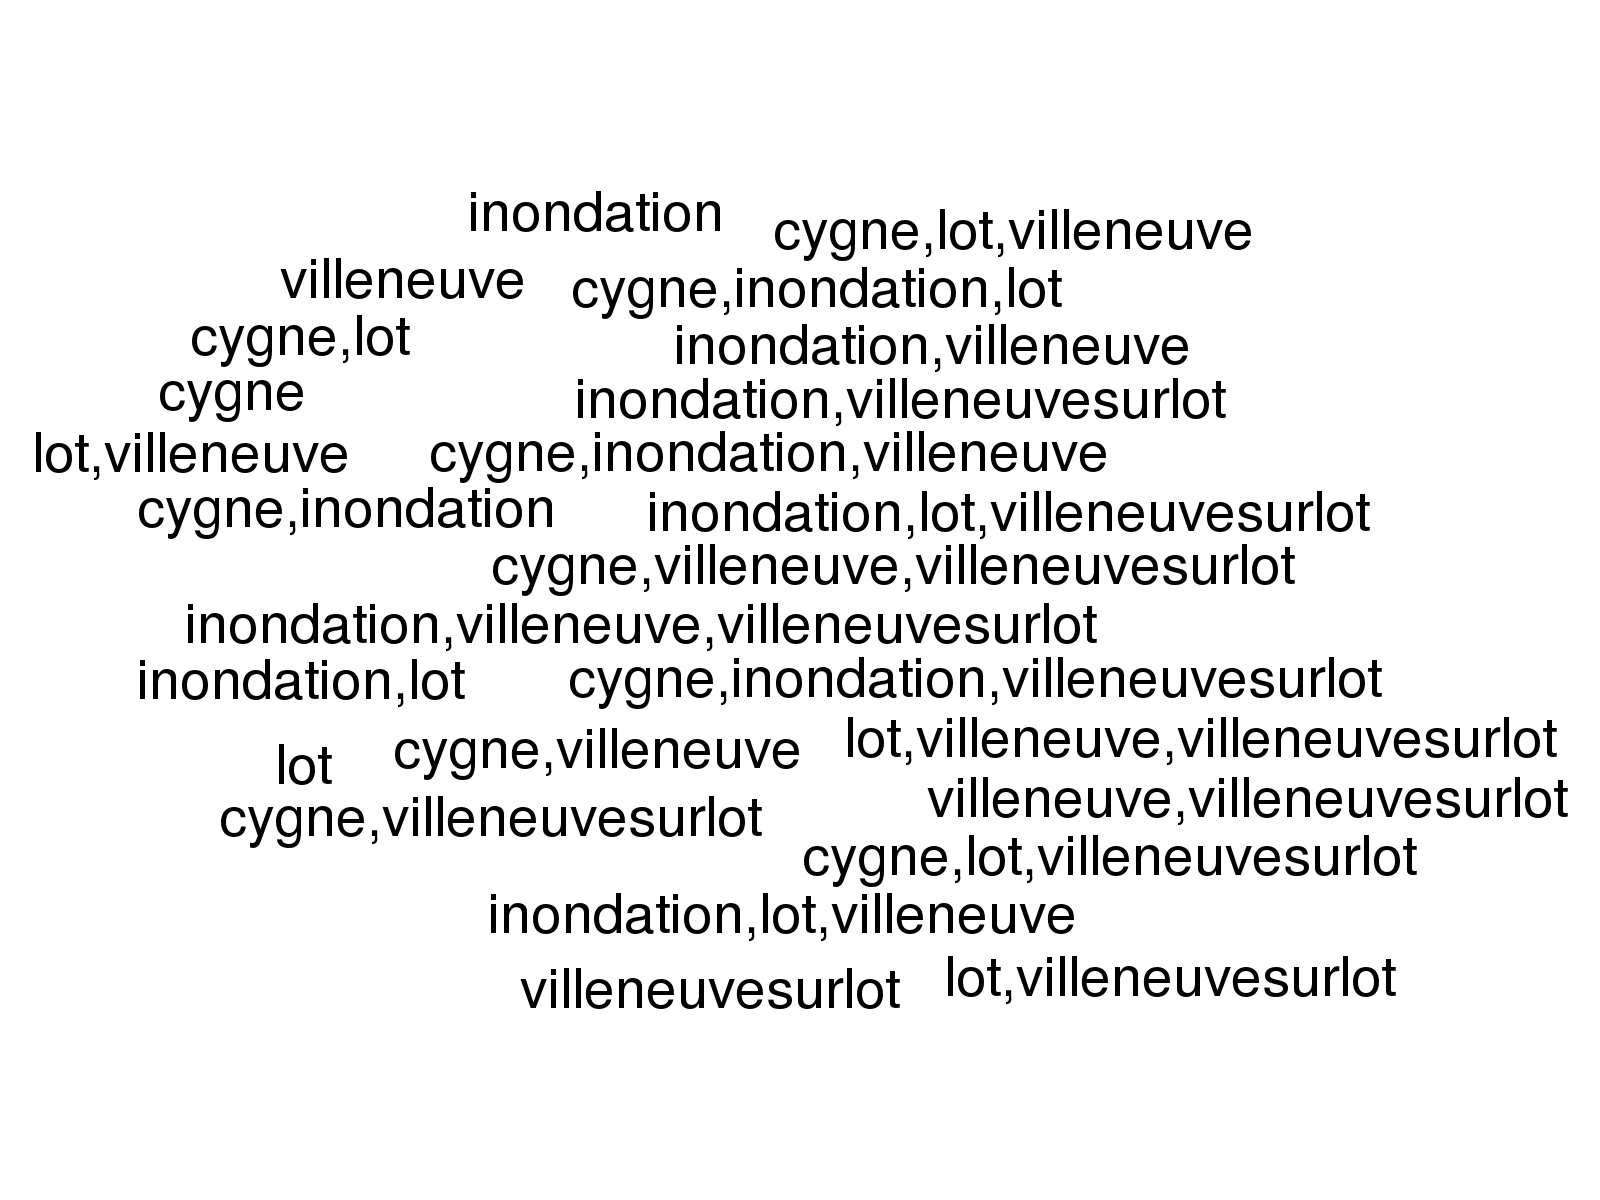 inondation
cygne,lot,villeneuve
villeneuve
cygne,inondation,lot
cygne,lot
inondation,villeneuve
cygne
inondation,villeneuvesurlot
lot,villeneuve
cygne,inondation,villeneuve
cygne,inondation
inondation,lot,villeneuvesurlot
cygne,villeneuve,villeneuvesurlot
inondation,villeneuve,villeneuvesurlot
inondation,lot
cygne,inondation,villeneuvesurlot
lot
cygne,villeneuve
lot,villeneuve,villeneuvesurlot
cygne,villeneuvesurlot
villeneuve,villeneuvesurlot
cygne,lot,villeneuvesurlot
inondation,lot,villeneuve
villeneuvesurlot
lot,villeneuvesurlot